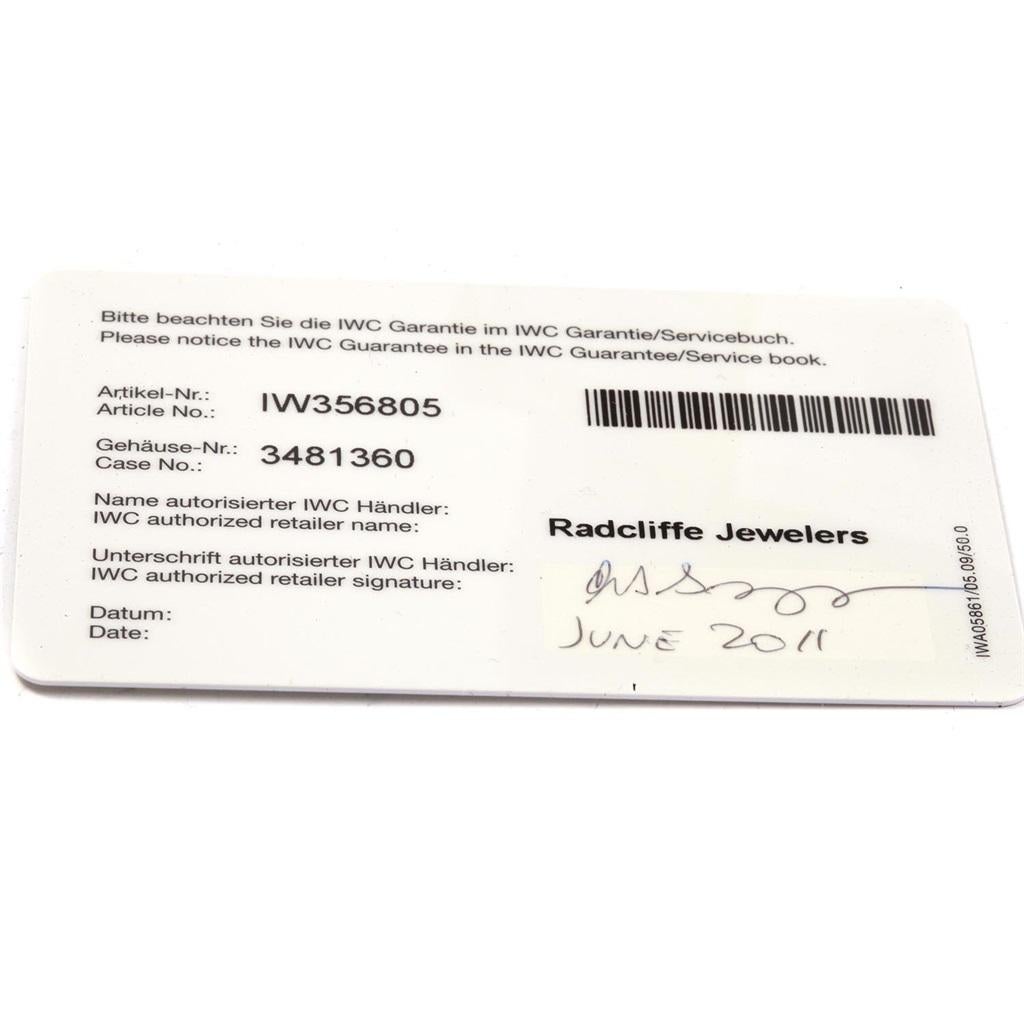 Bitte beachten Sie die IWC Garantie im IWC Garantie/Servicebuch.
Please notice the IWC Guarantee in the IWC Guarantee/Service book.
Artikel-Nr.:
Article No.: IW356805
Gehäuse-Nr.:
Case No.: 3481360
Name autorisierter IWC Händler:
IWC authorized retailer name: Radcliffe Jewelers
Unterschrift autorisierter IWC Händler:
IWC authorized retailer signature:
Datum:
Date: JUNE 2011
IWA05861/05.09/50.0